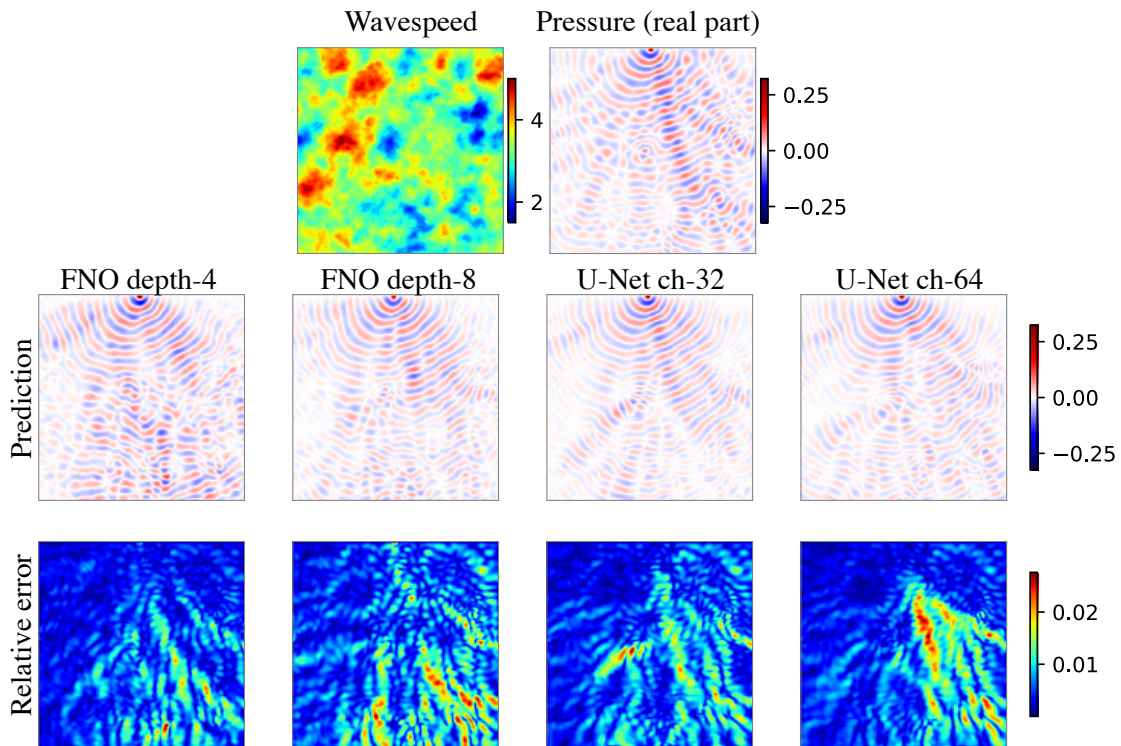 Wavespeed
Pressure (real part)
4
2
0.25
0.00
−0.25
FNO depth-4
FNO depth-8
U-Net ch-32
U-Net ch-64
Prediction
0.25
0.00
−0.25
Relative error
0.02
0.01